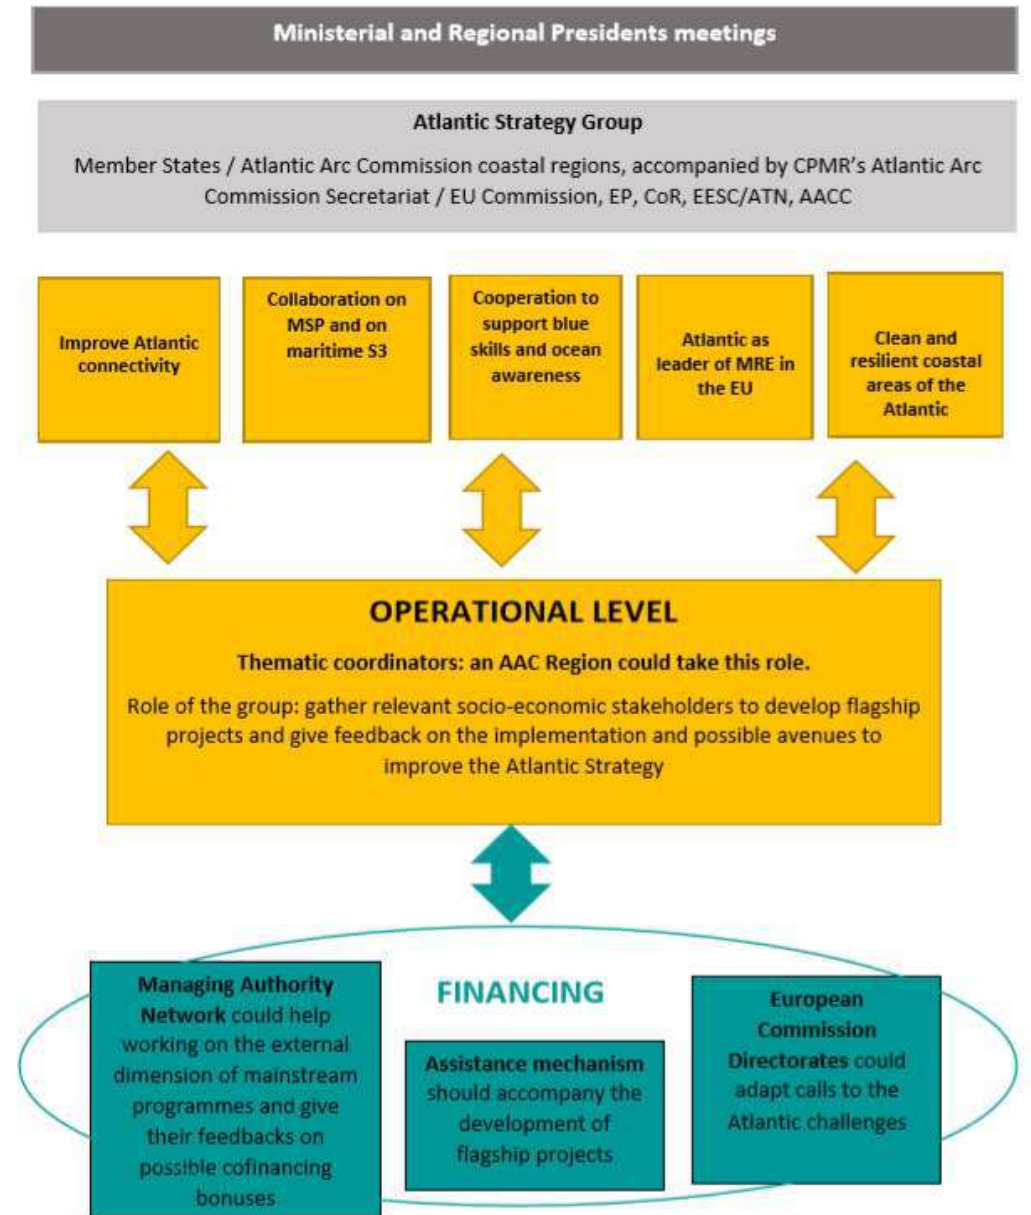 Ministerial and Regional Presidents meetings
Atlantic Strategy Group
Member States / Atlantic Arc Commission coastal regions, accompanied by CPMR's Atlantic Arc
Commission Secretariat / EU Commission, EP, CoR, EESC/ATN, AACC
Improve Atlantic
connectivity
Collaboration on
MSP and on
maritime S3
Cooperation to
support blue
skills and ocean
awareness
Atlantic as
leader of MRE in
the EU
Clean and
resilient coastal
areas of the
Atlantic
OPERATIONAL LEVEL
Thematic coordinators: an AAC Region could take this role.
Role of the group: gather relevant socio-economic stakeholders to develop flagship
projects and give feedback on the implementation and possible avenues to
improve the Atlantic Strategy
FINANCING
Managing Authority
Network could help
working on the external
dimension of mainstream
programmes and give
their feedbacks on
possible cofinancing
bonuses
Assistance mechanism
should accompany the
development of
flagship projects
European
Commission
Directorates could
adapt calls to the
Atlantic challenges